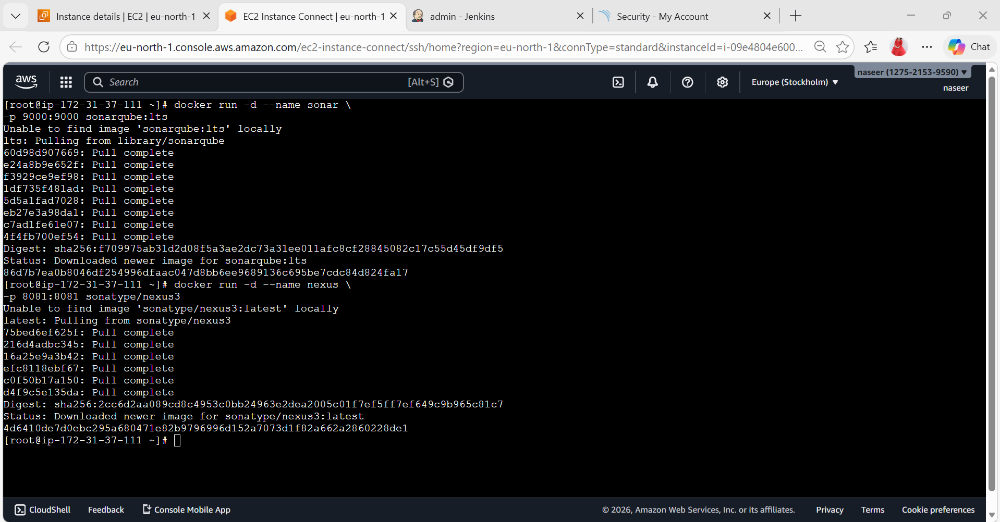 Instance details | EC2 | eu-north-1
EC2 Instance Connect | eu-north-1
admin - Jenkins
Security - My Account
https://eu-north-1.console.aws.amazon.com/ec2-instance-connect/ssh/home?region=eu-north-1&connType=standard&instanceId=i-09e4804e600...
Chat
aws
Search
[Alt+S]
Europe (Stockholm)
naseer (1275-2153-9590)
naseer
[root@ip-172-31-37-111 ~]# docker run -d --name sonar \
-p 9000:9000 sonarqube:lts
Unable to find image 'sonarqube:lts' locally
lts: Pulling from library/sonarqube
60d98d907669: Pull complete
e24a8b9e652f: Pull complete
f3929ce9ef98: Pull complete
1df735f481ad: Pull complete
5d5a1fad7028: Pull complete
eb27e3a98da1: Pull complete
c7ad1fe61e07: Pull complete
4f4fb700ef54: Pull complete
Digest: sha256:f709975ab31d2d08f5a3ae2dc73a31ee011afc8cf28845082c17c55d45df9df5
Status: Downloaded newer image for sonarqube:lts
86d7b7ea0b8046df254996dfaac047d8bb6ee9689136c695be7cdc84d824fa17
[root@ip-172-31-37-111 ~]# docker run -d --name nexus \
-p 8081:8081 sonatype/nexus3
Unable to find image 'sonatype/nexus3:latest' locally
latest: Pulling from sonatype/nexus3
75bed6ef625f: Pull complete
216d4adbc345: Pull complete
16a25e9a3b42: Pull complete
efc8118ebf67: Pull complete
c0f50b17a150: Pull complete
d4f9c5e135da: Pull complete
Digest: sha256:2cc6d2aa089cd8c4953c0bb24963e2dea2005c01f7ef5ff7ef649c9b965c81c7
Status: Downloaded newer image for sonatype/nexus3:latest
4d6410de7d0ebc295a680471e82b9796996d152a7073d1f82a662a2860228de1
[root@ip-172-31-37-111 ~]#
CloudShell
Feedback
Console Mobile App
© 2026, Amazon Web Services, Inc. or its affiliates.
Privacy
Terms
Cookie preferences